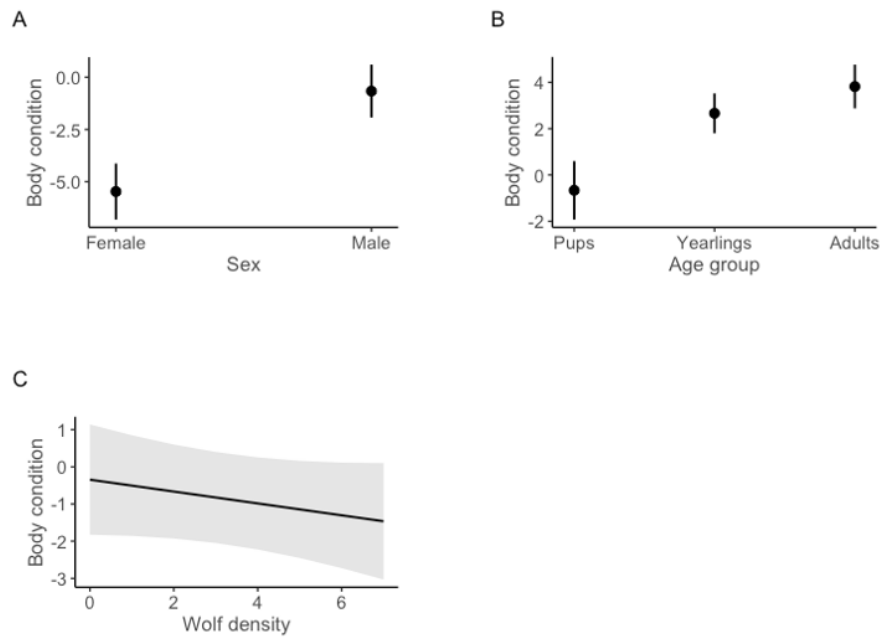 A
Body condition
0.0
-2.5
-5.0
Female Male
Sex
B
Body condition
4
2
0
-2
Pups Yearlings Adults
Age group
C
Body condition
1
0
-1
-2
-3
0 2 4 6
Wolf density